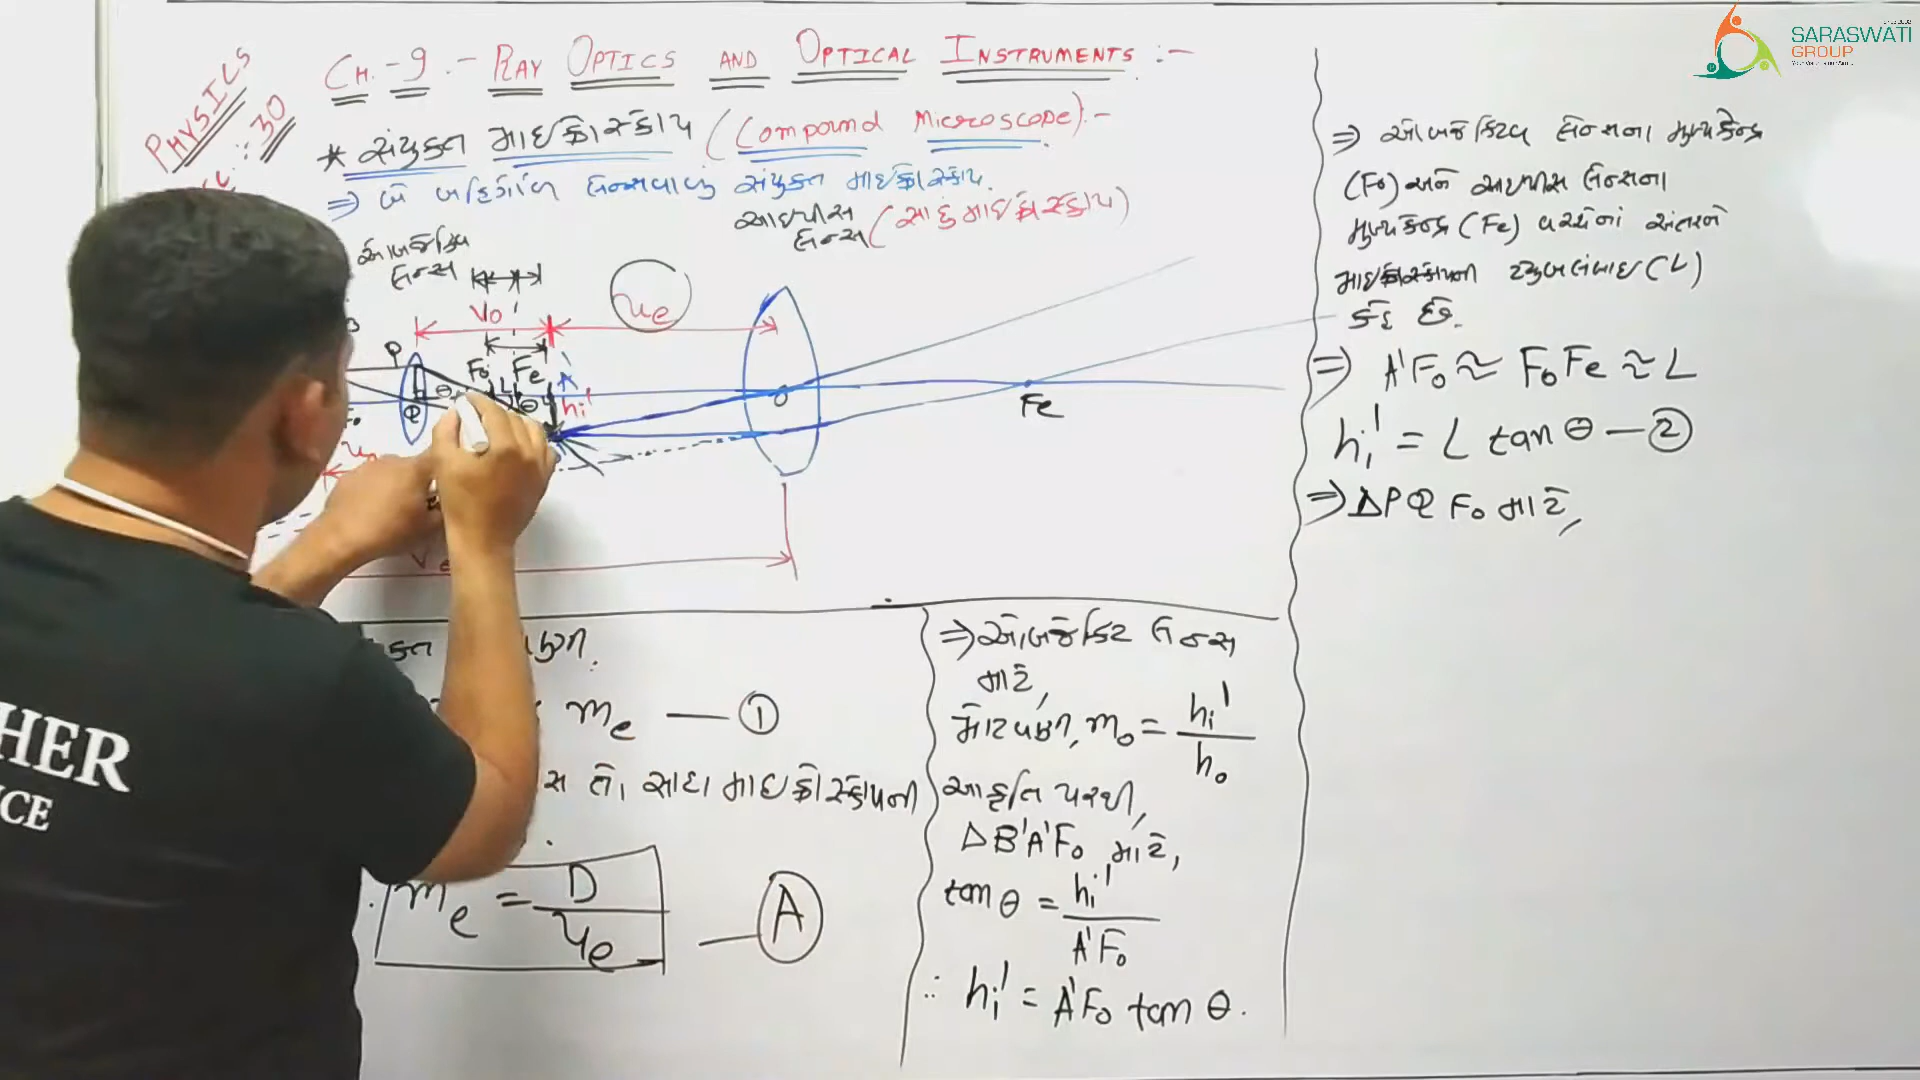 SARASWATI
GROUP
PHYSICS
: 30
CH.-9.- RAY OPTICS AND OPTICAL INSTRUMENTS :-
* સંયુક્ત માઇક્રોસ્કોપ (Compound Microscope):-
⇒ બે બહિર્ગોળ લેન્સવાળું સંયુક્ત માઇક્રોસ્કોપ.
આઇપીસ
લેન્સ (સાદું માઇક્રોસ્કોપ)
ઓબ્જેક્ટિવ
લેન્સ
Vo
ue
P
Fo
Fe
A'
θ
θ
hi'
Q
O
Fe
me — ①
સ તે સાદા માઇક્રોસ્કોપની
me = D/ue — Ⓐ
⇒ ઓબ્જેક્ટિવ લેન્સ
માટે,
મોટવણી, mo = hi'/ho
આકૃતિ પરથી,
ΔB'A'Fo માટે,
tan θ = hi'/A'Fo
∴ hi' = A'Fo tan θ.
⇒ ઓબ્જેક્ટિવ લેન્સના મુખ્યકેન્દ્ર
(Fo) અને આઇપીસ લેન્સના
મુખ્યકેન્દ્ર (Fe) વચ્ચેનાં અંતરને
માઇક્રોસ્કોપની ટ્યુબલંબાઇ (L)
કહે છે.
⇒ A'Fo ≈ FoFe ≈ L
hi' = L tan θ — ②
⇒ ΔPQFo માટે,